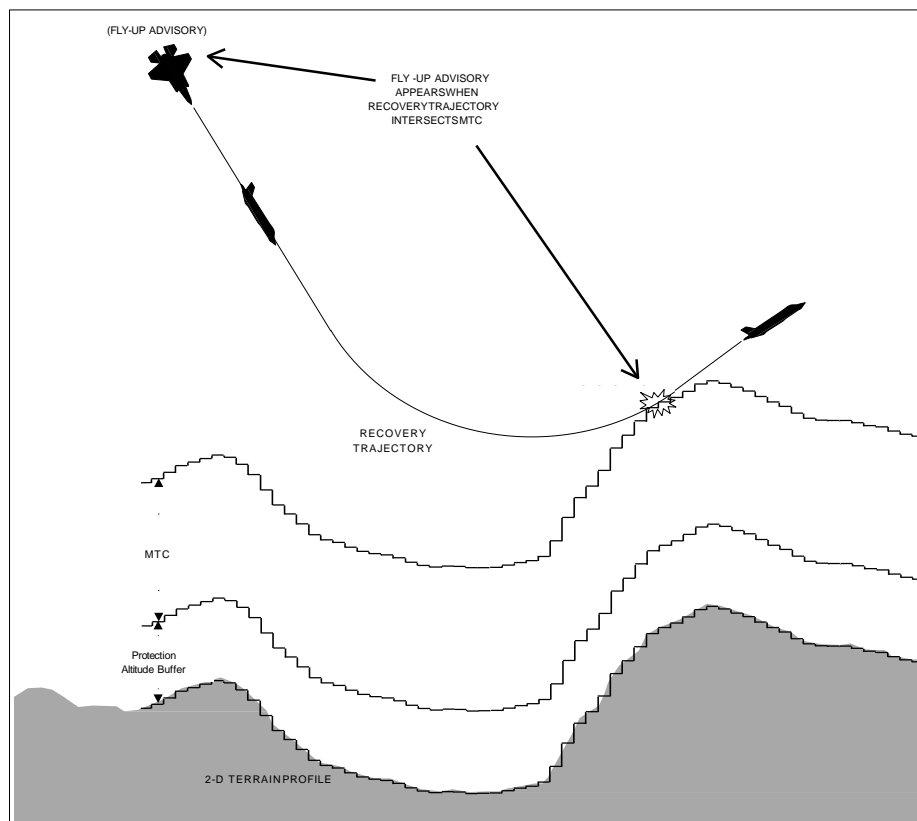 (FLY-UP ADVISORY)
FLY -UP ADVISORY
APPEARSWHEN
RECOVERYTRAJECTORY
INTERSECTSMTC
RECOVERY
TRAJECTORY
MTC
Protection
Altitude Buffer
2-D TERRAINPROFILE